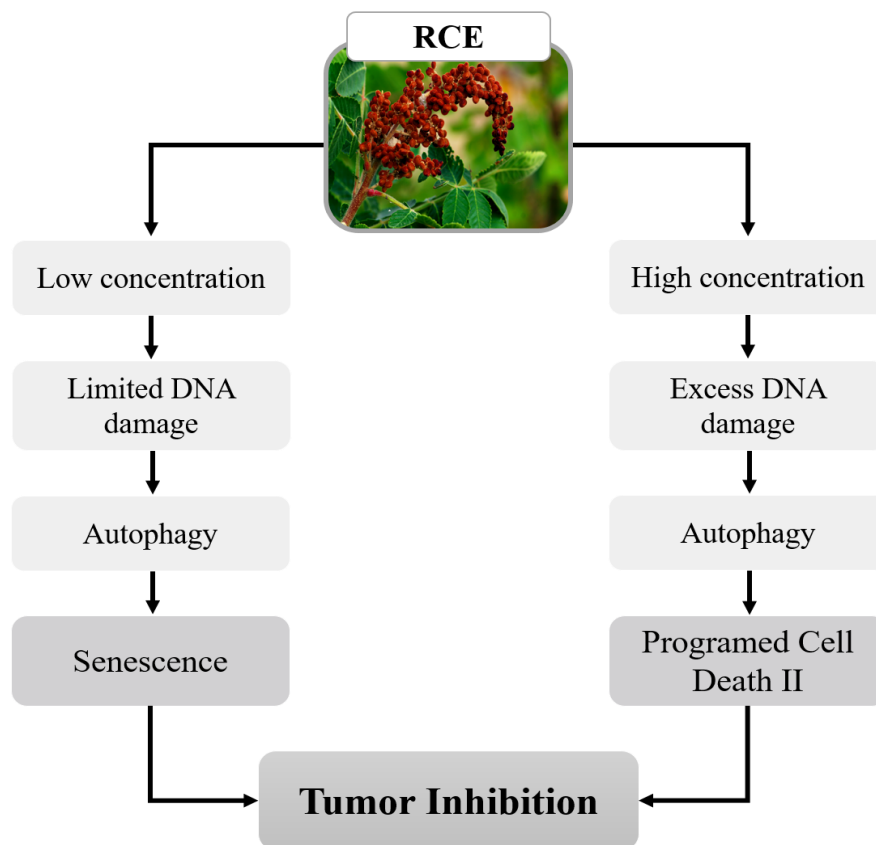 RCE
Low concentration
High concentration
Limited DNA
damage
Excess DNA
damage
Autophagy
Autophagy
Senescence
Programed Cell
Death II
Tumor Inhibition